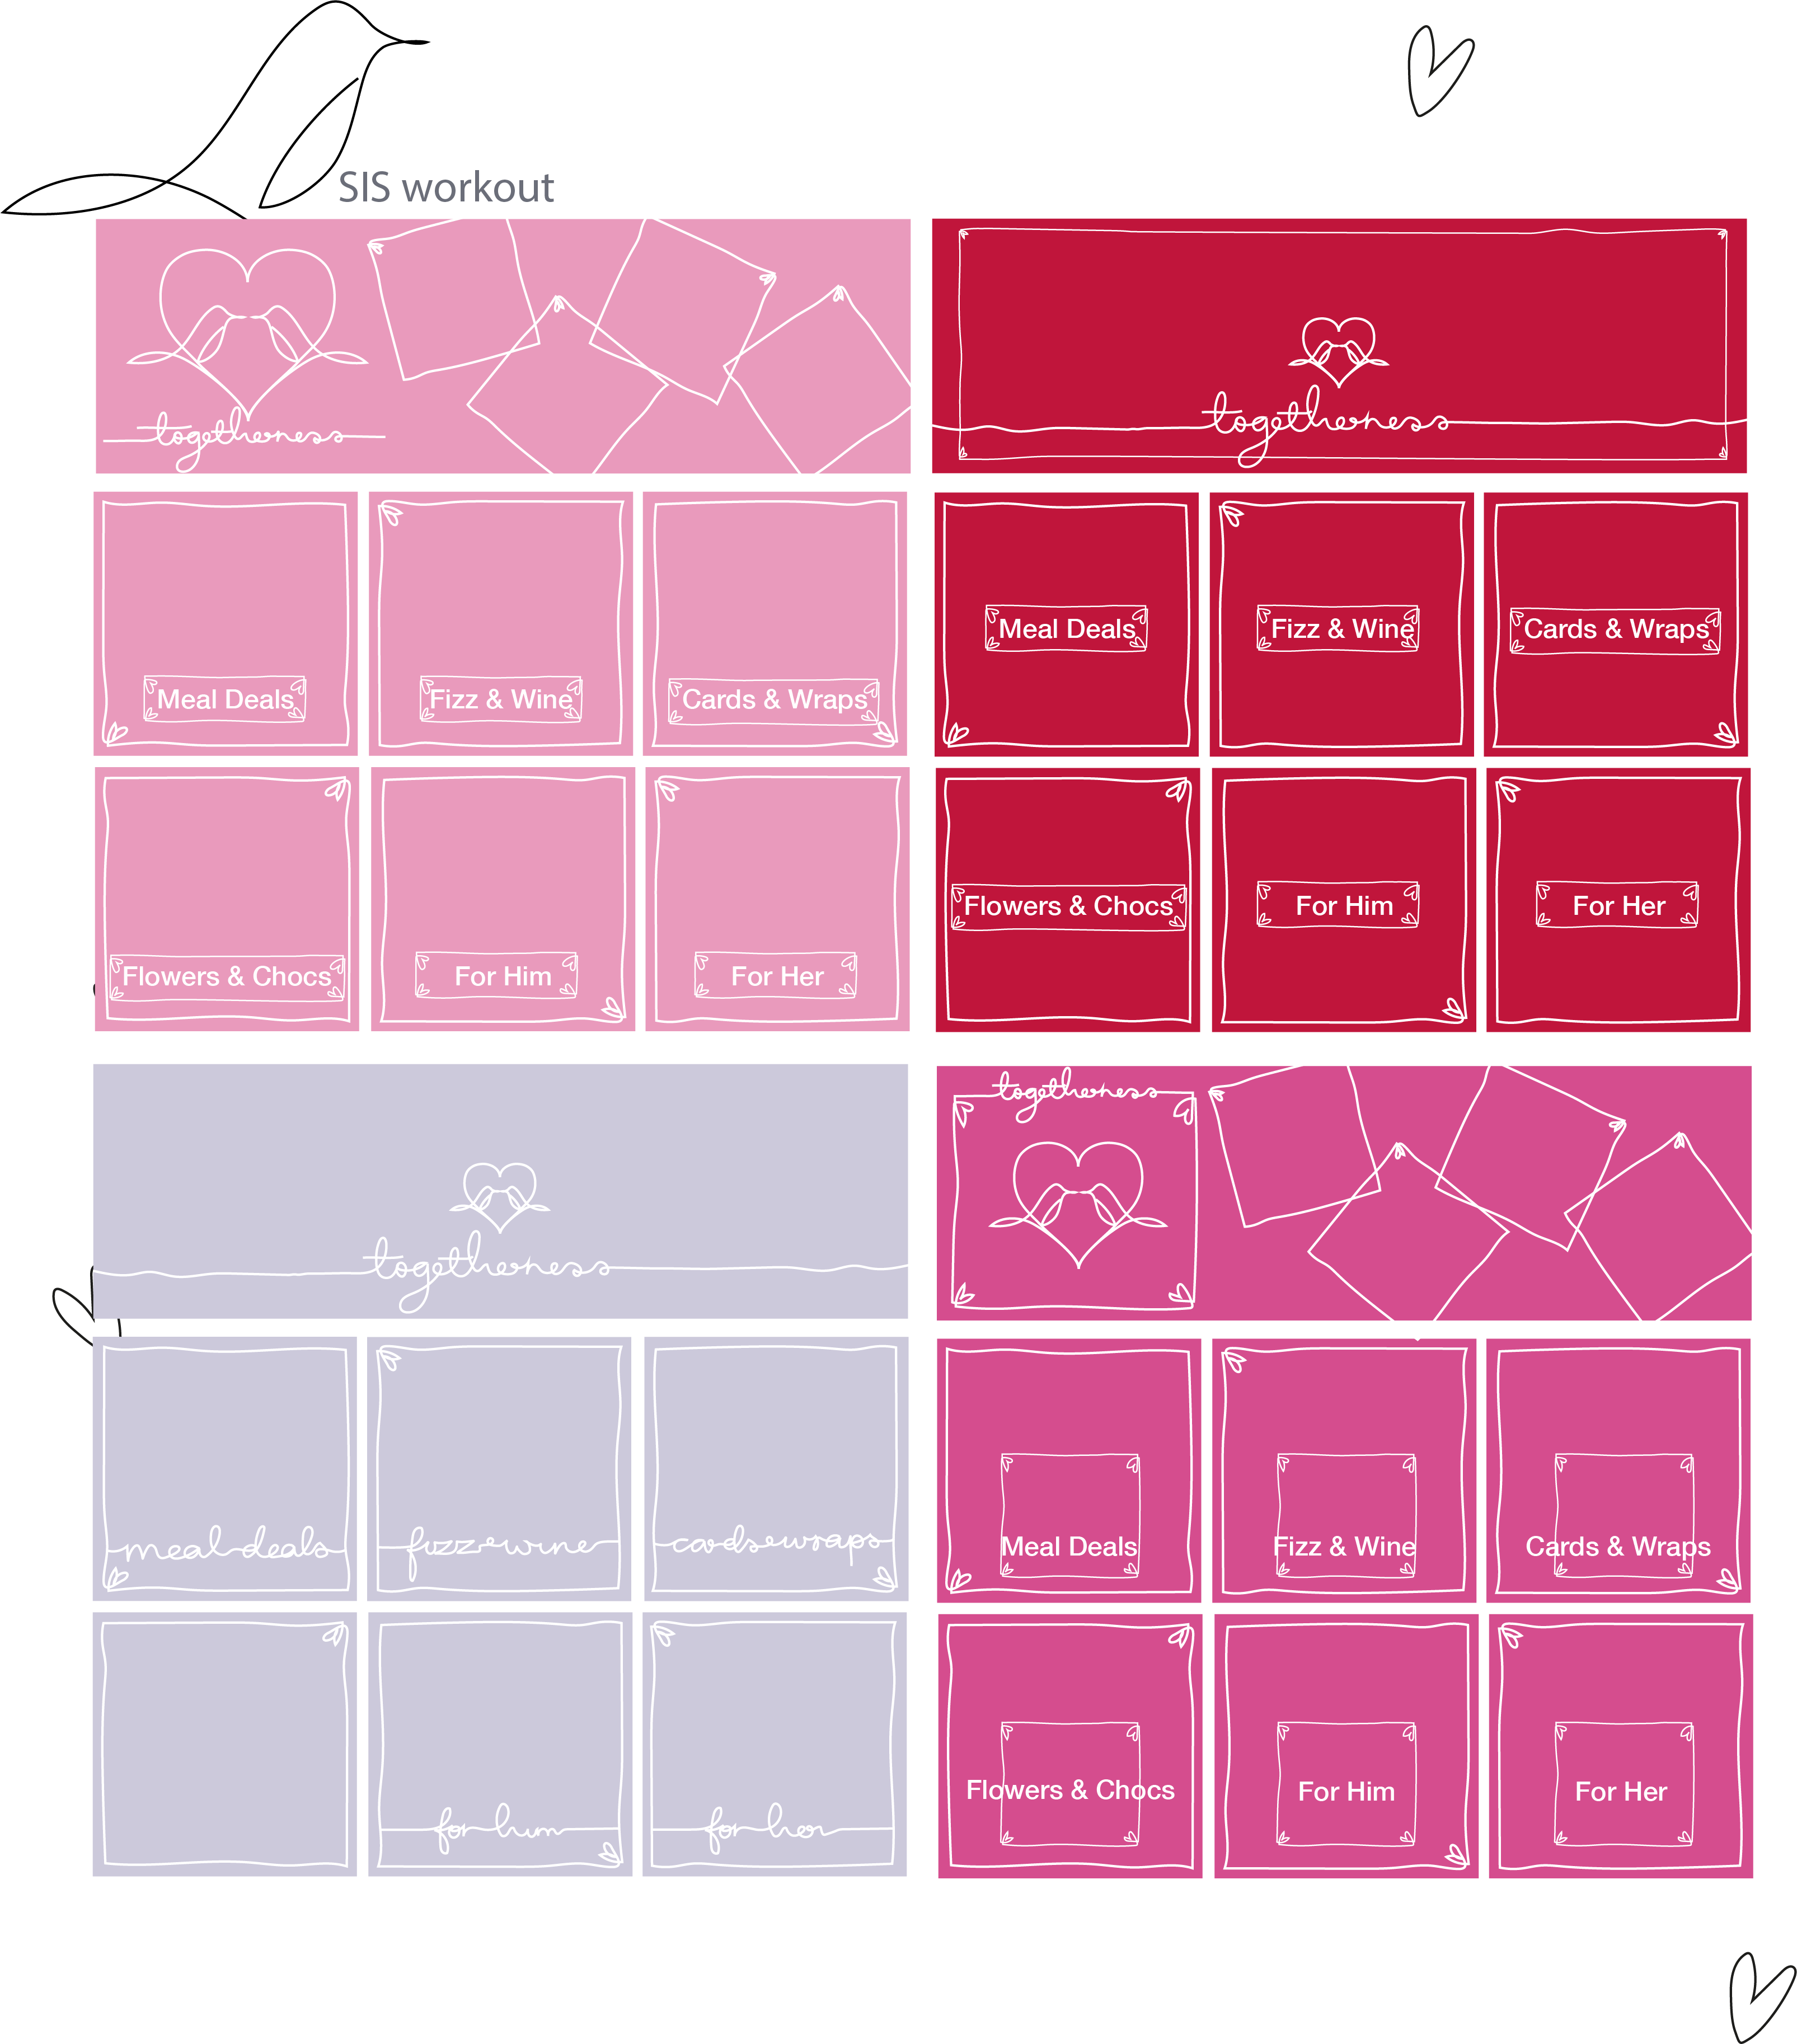 SIS workout
togetherness
Meal Deals
Fizz & Wine
Cards & Wraps
Flowers & Chocs
For Him
For Her
togetherness
Meal Deals
Fizz & Wine
Cards & Wraps
Flowers & Chocs
For Him
For Her
togetherness
meal deals
fizz e wine
cards e wraps
for him
for her
togetherness
Meal Deals
Fizz & Wine
Cards & Wraps
Flowers & Chocs
For Him
For Her